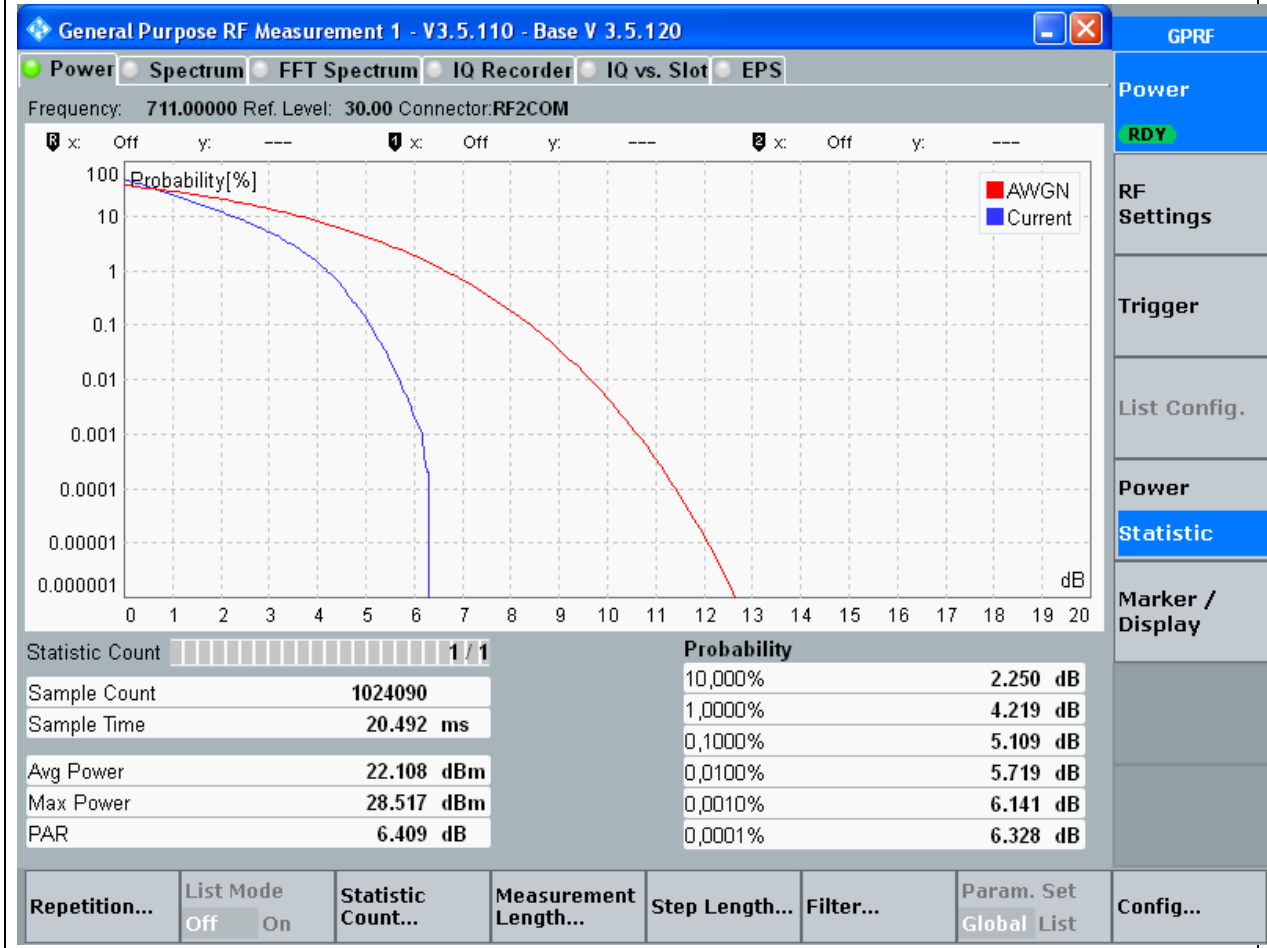 General Purpose RF Measurement 1 - V3.5.110 - Base V 3.5.120
GPRF
Power Spectrum FFT Spectrum IQ Recorder IQ vs. Slot EPS
Frequency: 711.00000 Ref. Level: 30.00 Connector:RF2COM
R x: Off y: --- 1 x: Off y: --- 2 x: Off y: ---
Probability[%]
AWGN
Current
100
10
1
0.1
0.01
0.001
0.0001
0.00001
0.000001
dB
0 1 2 3 4 5 6 7 8 9 10 11 12 13 14 15 16 17 18 19 20
Statistic Count 1 / 1
Sample Count 1024090
Sample Time 20.492 ms
Avg Power 22.108 dBm
Max Power 28.517 dBm
PAR 6.409 dB
Probability
10,000% 2.250 dB
1,0000% 4.219 dB
0,1000% 5.109 dB
0,0100% 5.719 dB
0,0010% 6.141 dB
0,0001% 6.328 dB
Power
RDY
RF
Settings
Trigger
List Config.
Power
Statistic
Marker /
Display
Repetition...
List Mode
Off On
Statistic
Count...
Measurement
Length...
Step Length...
Filter...
Param. Set
Global List
Config...